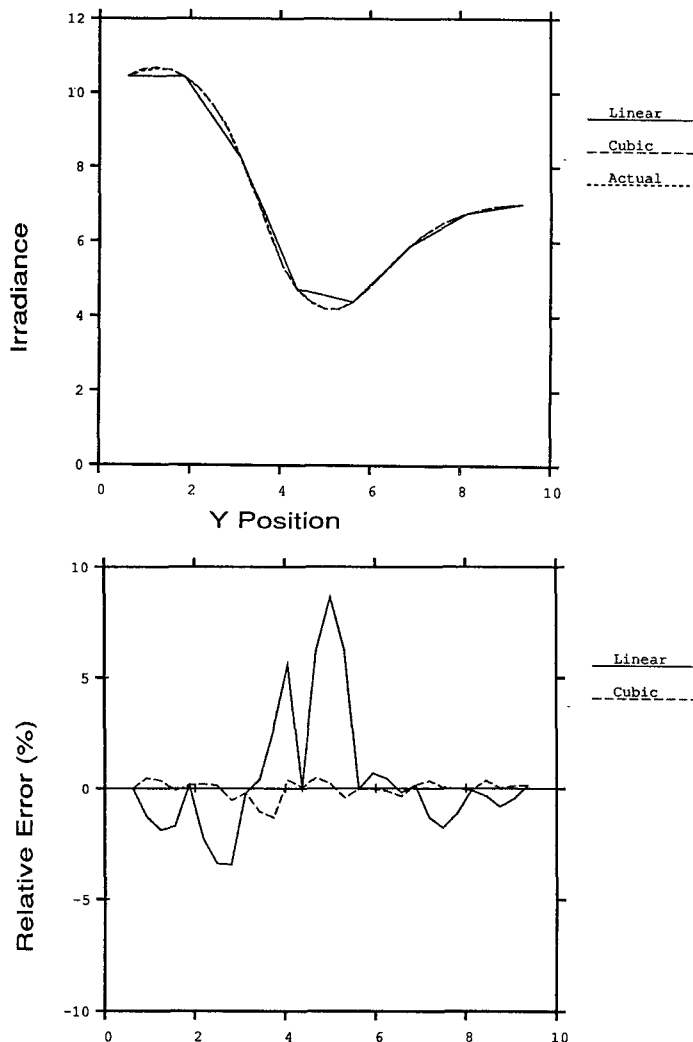 12
10
8
6
4
2
0
Irradiance
0 2 4 6 8 10
Y Position
Linear
Cubic
Actual
10
5
0
-5
-10
Relative Error (%)
0 2 4 6 8 10
Linear
Cubic